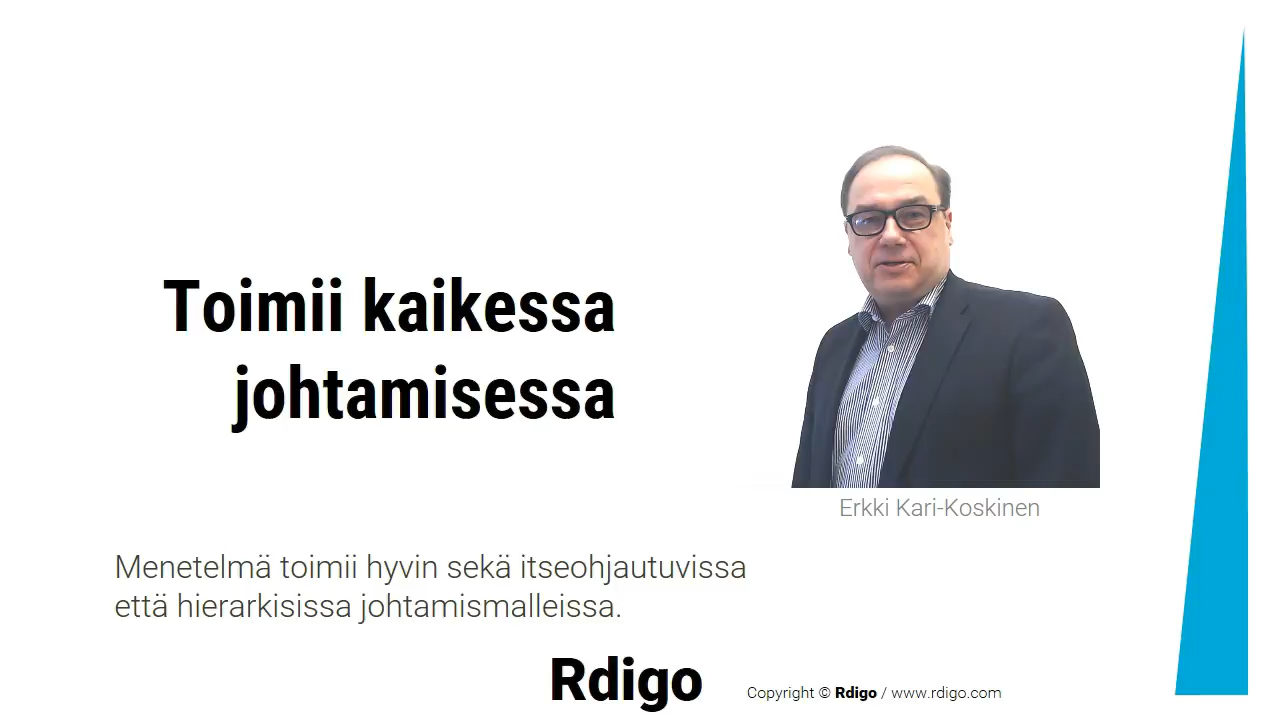 Toimii kaikessa
johtamisessa
Erkki Kari-Koskinen
Menetelmä toimii hyvin sekä itseohjautuvissa
että hierarkisissa johtamismalleissa.
Rdigo
Copyright © Rdigo / www.rdigo.com